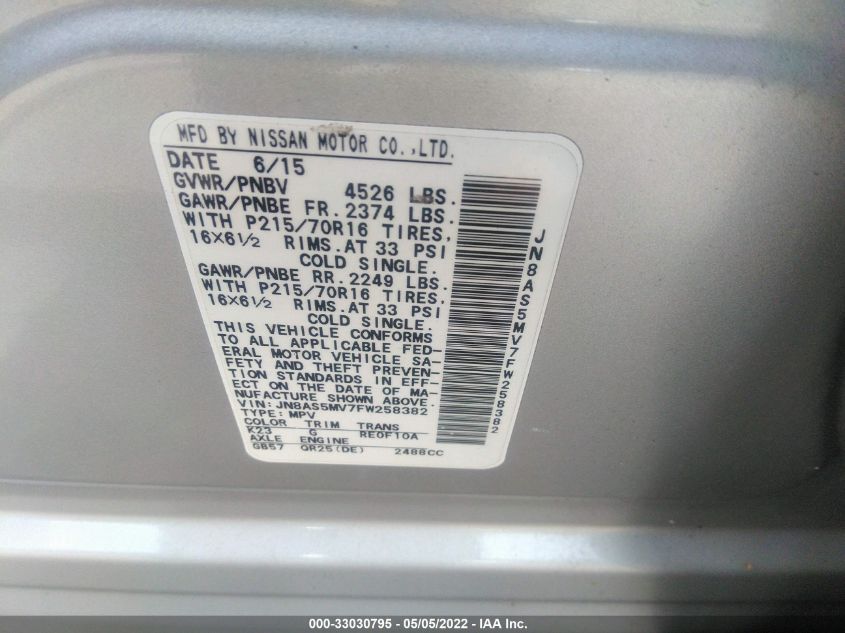 MFD BY NISSAN MOTOR CO.,LTD.
DATE 6/15
GVWR/PNBV 4526 LBS.
GAWR/PNBE FR. 2374 LBS.
WITH P215/70R16 TIRES,
16X6½ RIMS.AT 33 PSI
COLD SINGLE.
GAWR/PNBE RR. 2249 LBS.
WITH P215/70R16 TIRES,
16X6½ RIMS.AT 33 PSI
COLD SINGLE.
THIS VEHICLE CONFORMS
TO ALL APPLICABLE FED-
ERAL MOTOR VEHICLE SA-
FETY AND THEFT PREVEN-
TION STANDARDS IN EFF-
ECT ON THE DATE OF MA-
NUFACTURE SHOWN ABOVE.
VIN: JN8AS5MV7FW258382
TYPE: MPV
COLOR TRIM TRANS
K23 G RE0F10A
AXLE ENGINE
GB57 QR25(DE) 2488CC
JN8AS5MV7FW258382
000-33030795 - 05/05/2022 - IAA Inc.